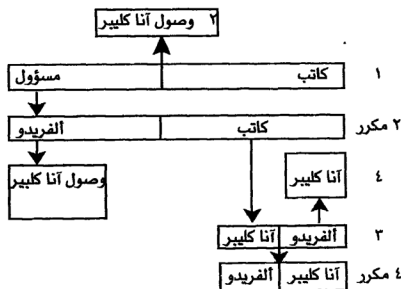 ٢ وصول آنا كليبر
١ كاتب مسؤول
٢ مكرر كاتب ألفريدو
٤ آنا كليبر وصول آنا كليبر
٣ ألفريدو آنا كليبر
٤ مكرر آنا كليبر ألفريدو